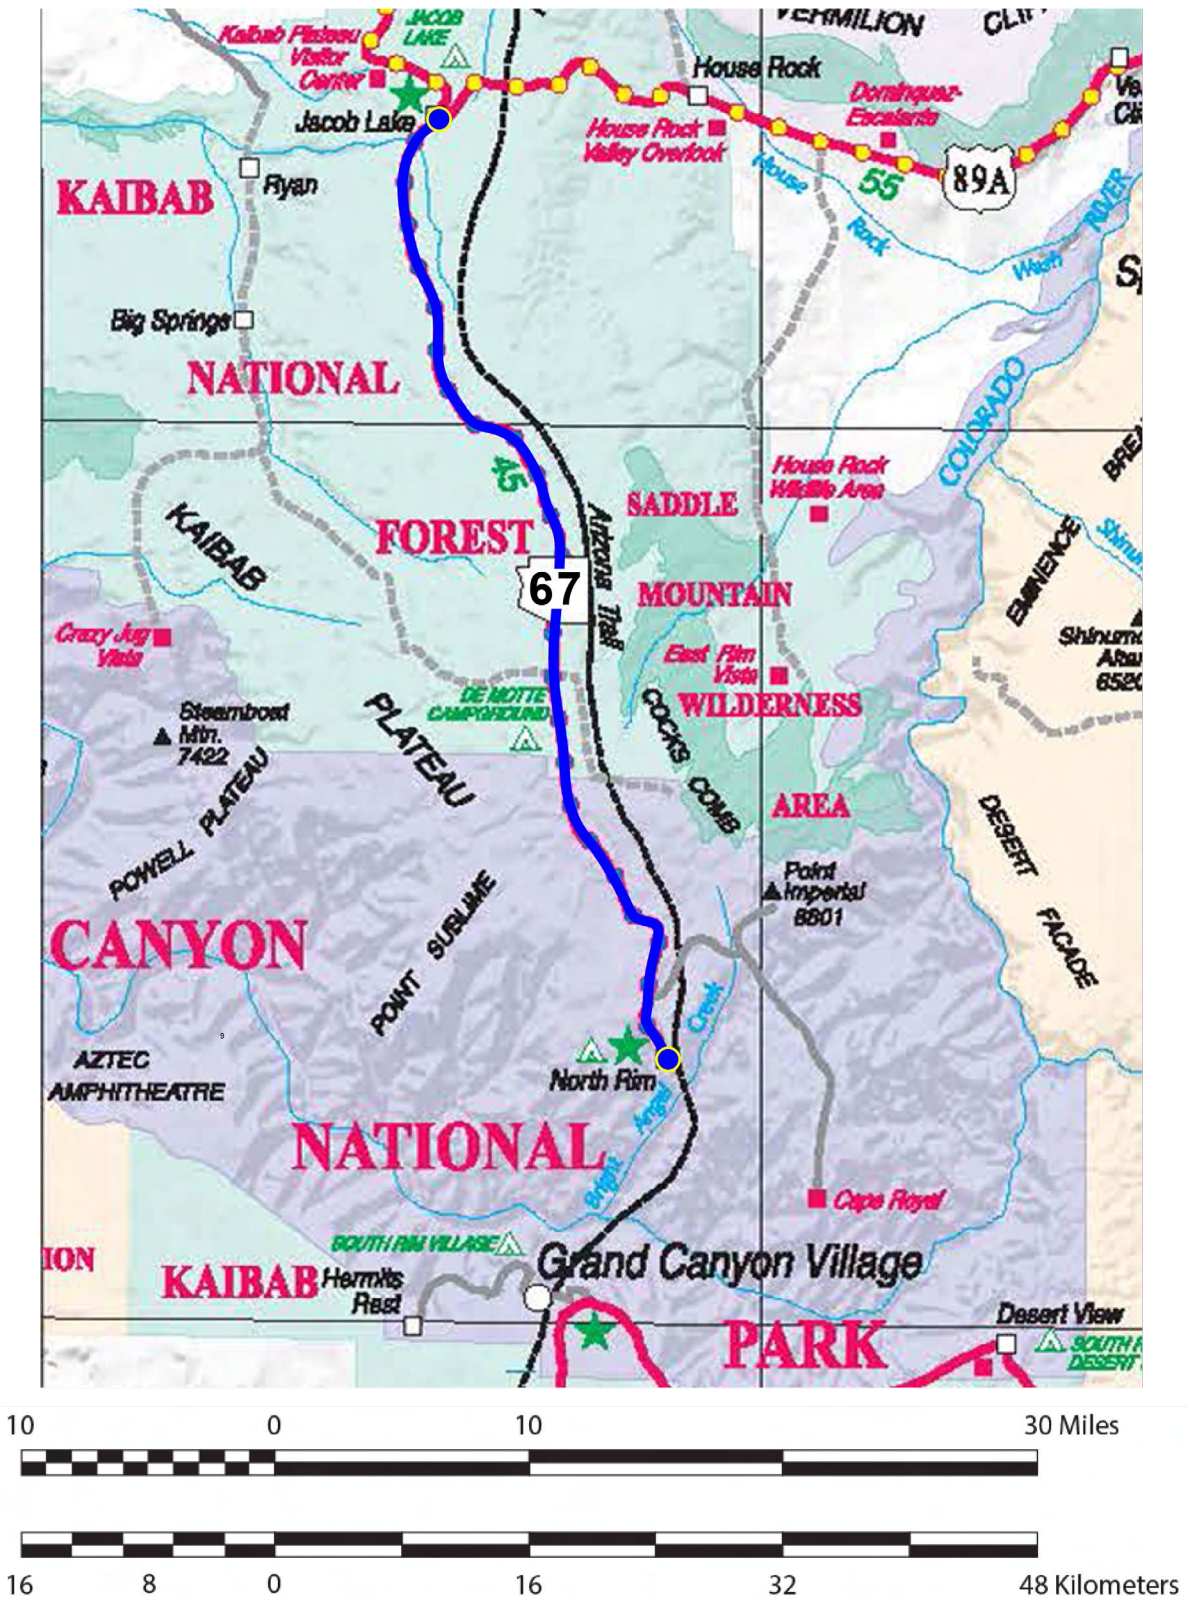 VERMILION
JACOB
LAKE
Kaibab Plateau
Visitor
Center
House Rock
Dominquez-
Escalante
Jacob Lake
House Rock
Valley Overlook
89A
55
KAIBAB
Ryan
House
Rock
Wash
RIVER
Big Springs
NATIONAL
COLORADO
45
House Rock
Wildlife Area
SADDLE
FOREST
KAIBAB
Arizona Trail
67
MOUNTAIN
EMINENCE
Crazy Jug
Vista
East Rim
Vista
WILDERNESS
DE MOTTE
CAMPGROUND
Steamboat
Mtn.
7422
PLATEAU
COCKS COMB
AREA
POWELL PLATEAU
DESERT
FACADE
Point
Imperial
8801
CANYON
POINT SUBLIME
9
AZTEC
AMPHITHEATRE
North Rim
Bright Angel Creek
NATIONAL
Cape Royal
SOUTH RIM VILLAGE
Grand Canyon Village
ION
KAIBAB
Hermits
Rest
Desert View
PARK
DESERT
10 0 10 30 Miles
16 8 0 16 32 48 Kilometers